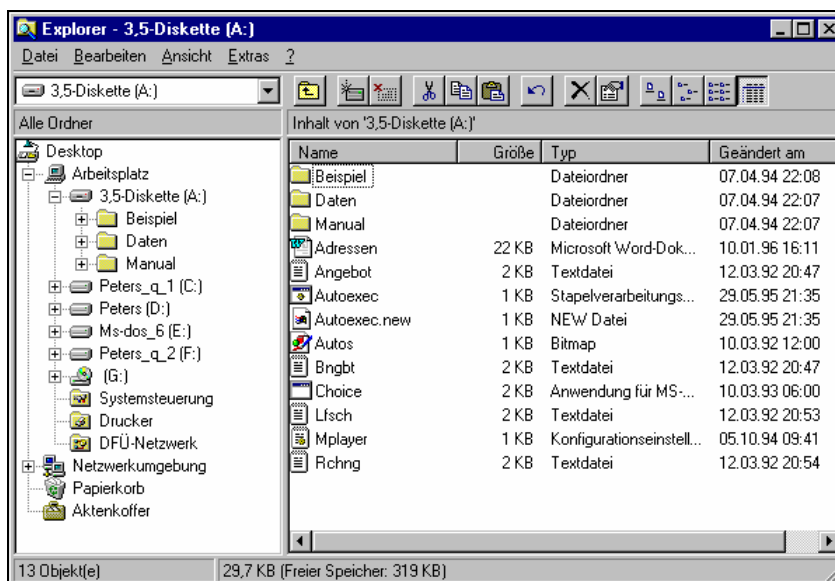 Explorer - 3,5-Diskette (A:)
Datei Bearbeiten Ansicht Extras ?
3,5-Diskette (A:)
Alle Ordner
Inhalt von '3,5-Diskette (A:)'
Desktop
Arbeitsplatz
3,5-Diskette (A:)
Beispiel
Daten
Manual
Peters_q_1 (C:)
Peters (D:)
Ms-dos_6 (E:)
Peters_q_2 (F:)
(G:)
Systemsteuerung
Drucker
DFÜ-Netzwerk
Netzwerkumgebung
Papierkorb
Aktenkoffer
Name Größe Typ Geändert am
Beispiel Dateiordner 07.04.94 22:08
Daten Dateiordner 07.04.94 22:07
Manual Dateiordner 07.04.94 22:07
Adressen 22 KB Microsoft Word-Dok... 10.01.96 16:11
Angebot 2 KB Textdatei 12.03.92 20:47
Autoexec 1 KB Stapelverarbeitungs... 29.05.95 21:35
Autoexec.new 1 KB NEW Datei 29.05.95 21:35
Autos 1 KB Bitmap 10.03.92 12:00
Bngbt 2 KB Textdatei 12.03.92 20:47
Choice 2 KB Anwendung für MS-... 10.03.93 06:00
Lfsch 2 KB Textdatei 12.03.92 20:53
Mplayer 1 KB Konfigurationseinstell... 05.10.94 09:41
Rchng 2 KB Textdatei 12.03.92 20:54
13 Objekt(e) 29,7 KB (Freier Speicher: 319 KB)